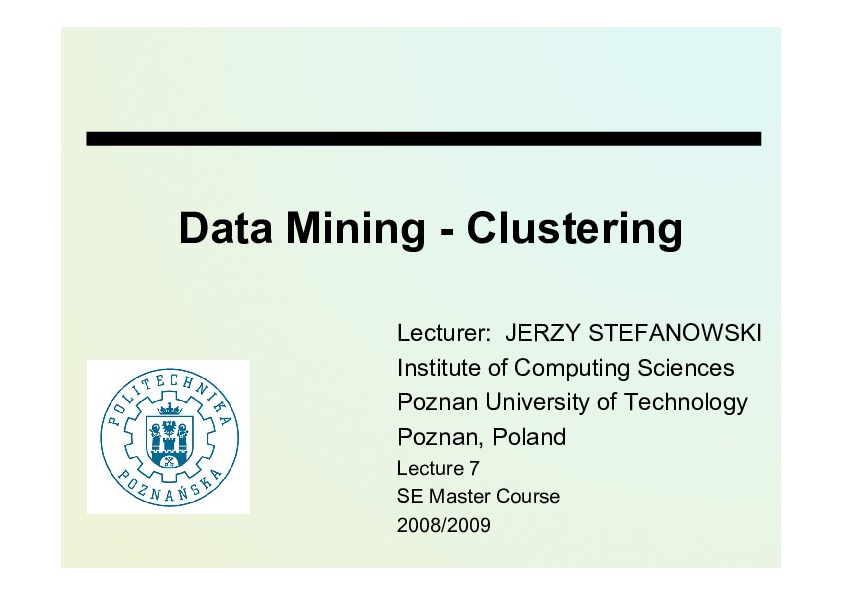 Data Mining - Clustering
Lecturer: JERZY STEFANOWSKI
Institute of Computing Sciences
Poznan University of Technology
Poznan, Poland
Lecture 7
SE Master Course
2008/2009
POLITECHNIKA
POZNAŃSKA